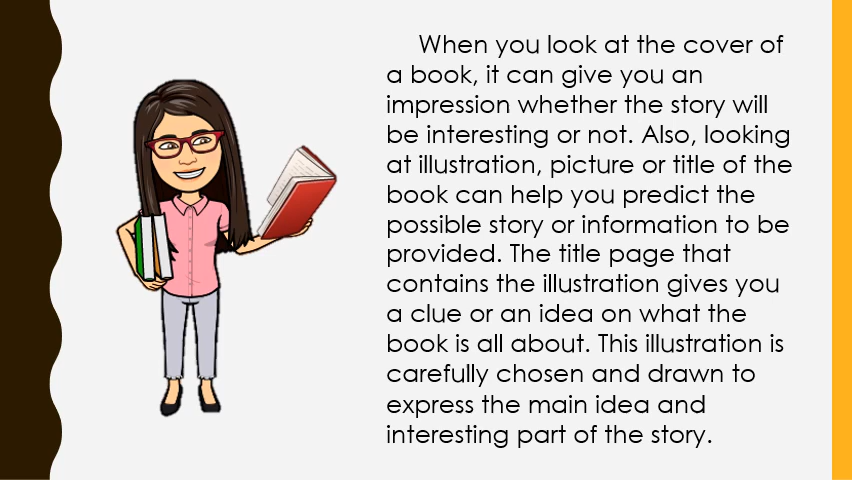 When you look at the cover of
a book, it can give you an
impression whether the story will
be interesting or not. Also, looking
at illustration, picture or title of the
book can help you predict the
possible story or information to be
provided. The title page that
contains the illustration gives you
a clue or an idea on what the
book is all about. This illustration is
carefully chosen and drawn to
express the main idea and
interesting part of the story.